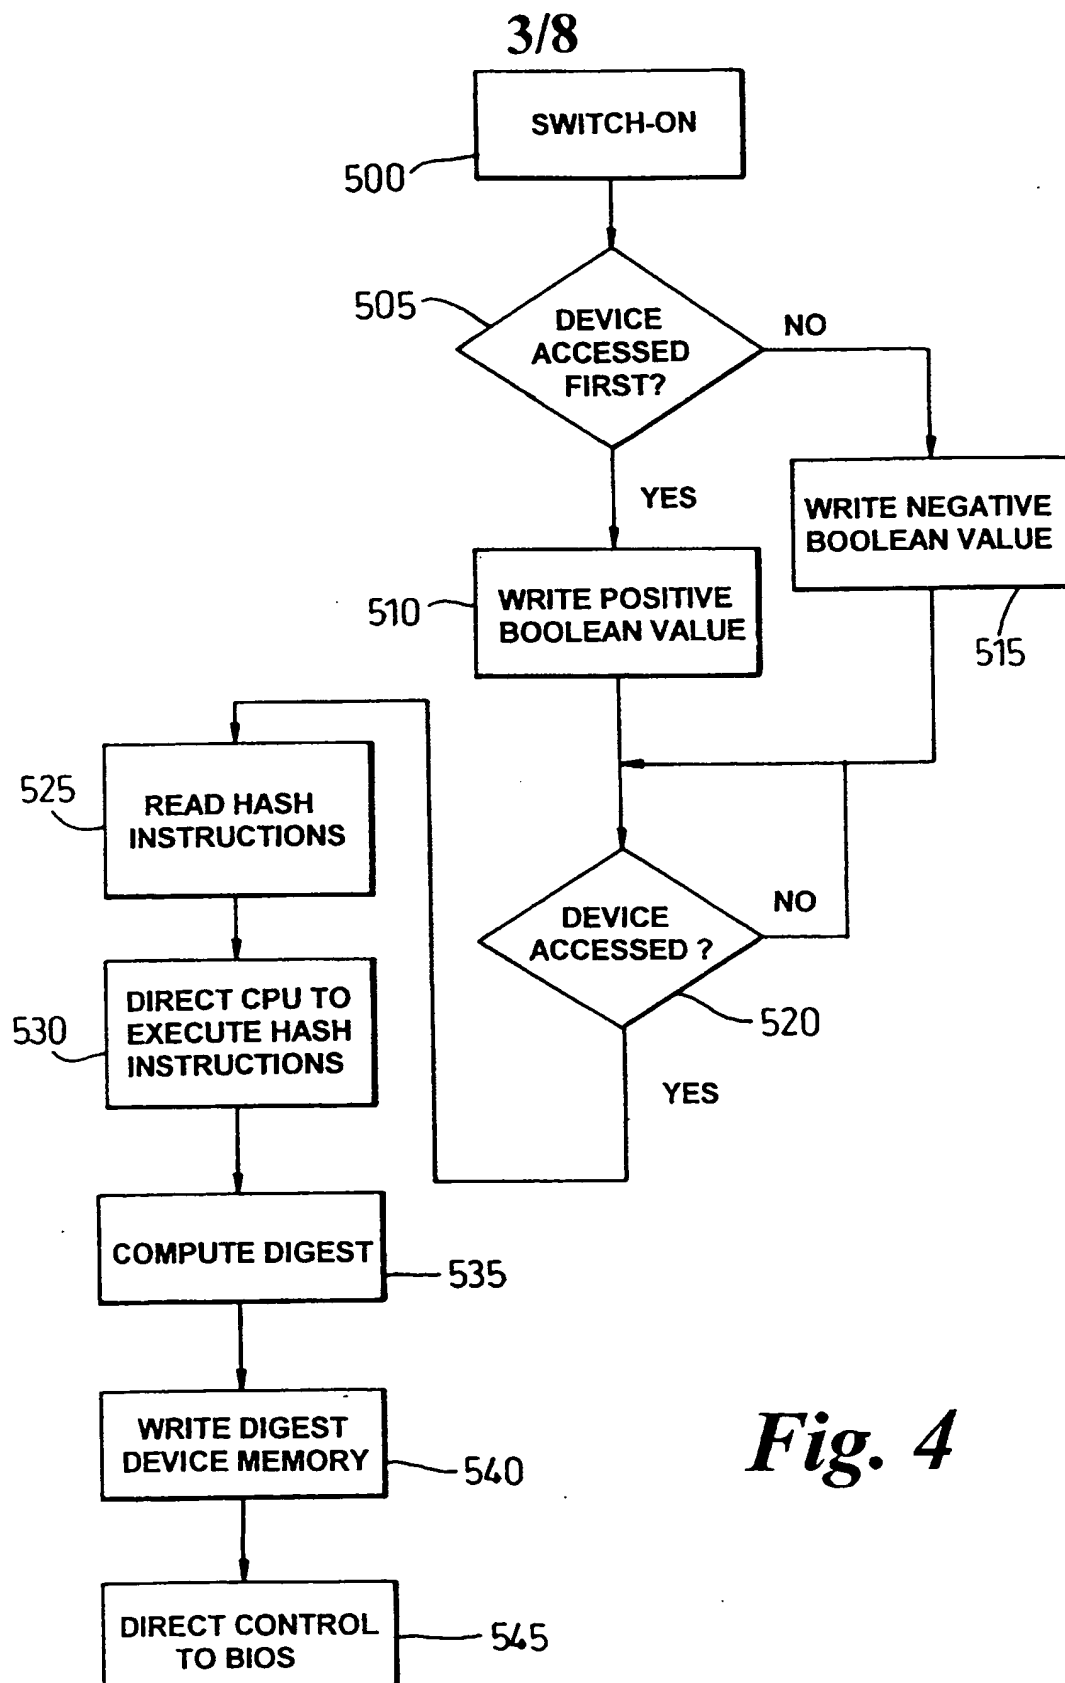 3/8
SWITCH-ON
500
505
DEVICE
ACCESSED
FIRST?
NO
YES
WRITE NEGATIVE
BOOLEAN VALUE
515
510
WRITE POSITIVE
BOOLEAN VALUE
525
READ HASH
INSTRUCTIONS
DEVICE
ACCESSED ?
NO
520
YES
530
DIRECT CPU TO
EXECUTE HASH
INSTRUCTIONS
COMPUTE DIGEST
535
WRITE DIGEST
DEVICE MEMORY
540
DIRECT CONTROL
TO BIOS
545
Fig. 4